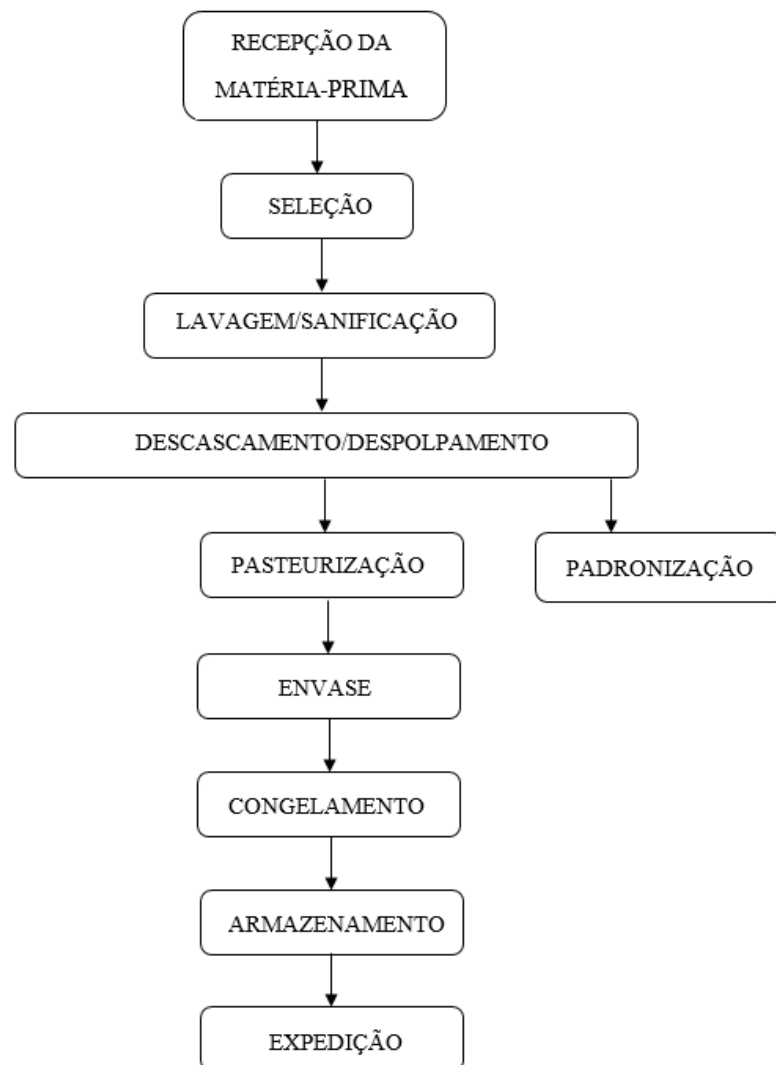 RECEPÇÃO DA
MATÉRIA-PRIMA
SELEÇÃO
LAVAGEM/SANIFICAÇÃO
DESCASCAMENTO/DESPOLPAMENTO
PASTEURIZAÇÃO
PADRONIZAÇÃO
ENVASE
CONGELAMENTO
ARMAZENAMENTO
EXPEDIÇÃO